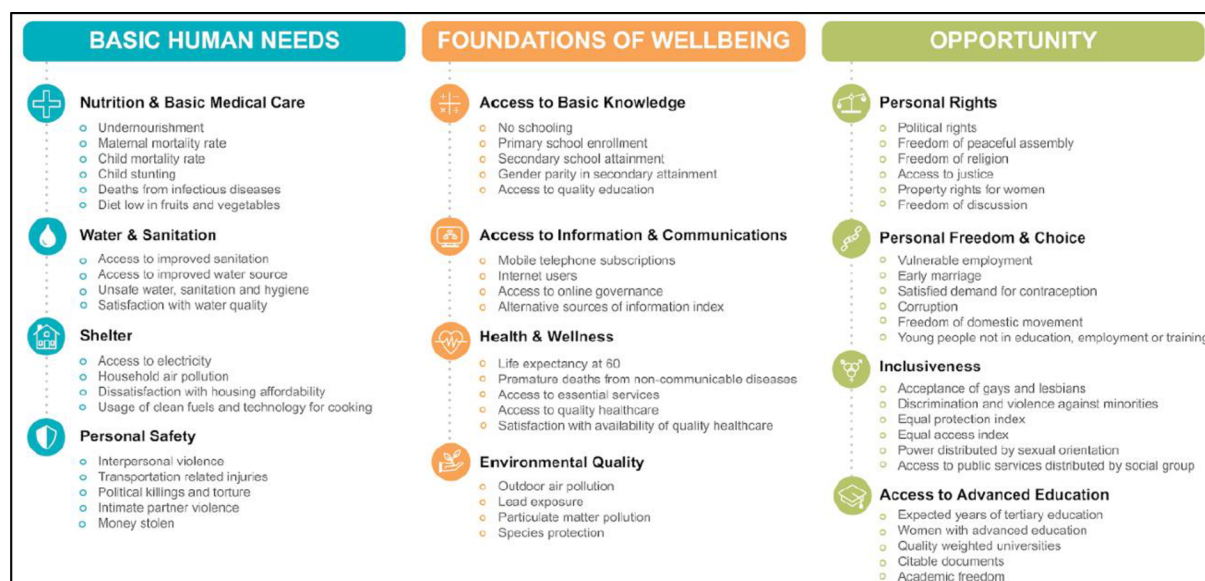 BASIC HUMAN NEEDS
Nutrition & Basic Medical Care
Undernourishment
Maternal mortality rate
Child mortality rate
Child stunting
Deaths from infectious diseases
Diet low in fruits and vegetables
Water & Sanitation
Access to improved sanitation
Access to improved water source
Unsafe water, sanitation and hygiene
Satisfaction with water quality
Shelter
Access to electricity
Household air pollution
Dissatisfaction with housing affordability
Usage of clean fuels and technology for cooking
Personal Safety
Interpersonal violence
Transportation related injuries
Political killings and torture
Intimate partner violence
Money stolen
FOUNDATIONS OF WELLBEING
Access to Basic Knowledge
No schooling
Primary school enrollment
Secondary school attainment
Gender parity in secondary attainment
Access to quality education
Access to Information & Communications
Mobile telephone subscriptions
Internet users
Access to online governance
Alternative sources of information index
Health & Wellness
Life expectancy at 60
Premature deaths from non-communicable diseases
Access to essential services
Access to quality healthcare
Satisfaction with availability of quality healthcare
Environmental Quality
Outdoor air pollution
Lead exposure
Particulate matter pollution
Species protection
OPPORTUNITY
Personal Rights
Political rights
Freedom of peaceful assembly
Freedom of religion
Access to justice
Property rights for women
Freedom of discussion
Personal Freedom & Choice
Vulnerable employment
Early marriage
Satisfied demand for contraception
Corruption
Freedom of domestic movement
Young people not in education, employment or training
Inclusiveness
Acceptance of gays and lesbians
Discrimination and violence against minorities
Equal protection index
Equal access index
Power distributed by sexual orientation
Access to public services distributed by social group
Access to Advanced Education
Expected years of tertiary education
Women with advanced education
Quality weighted universities
Citable documents
Academic freedom